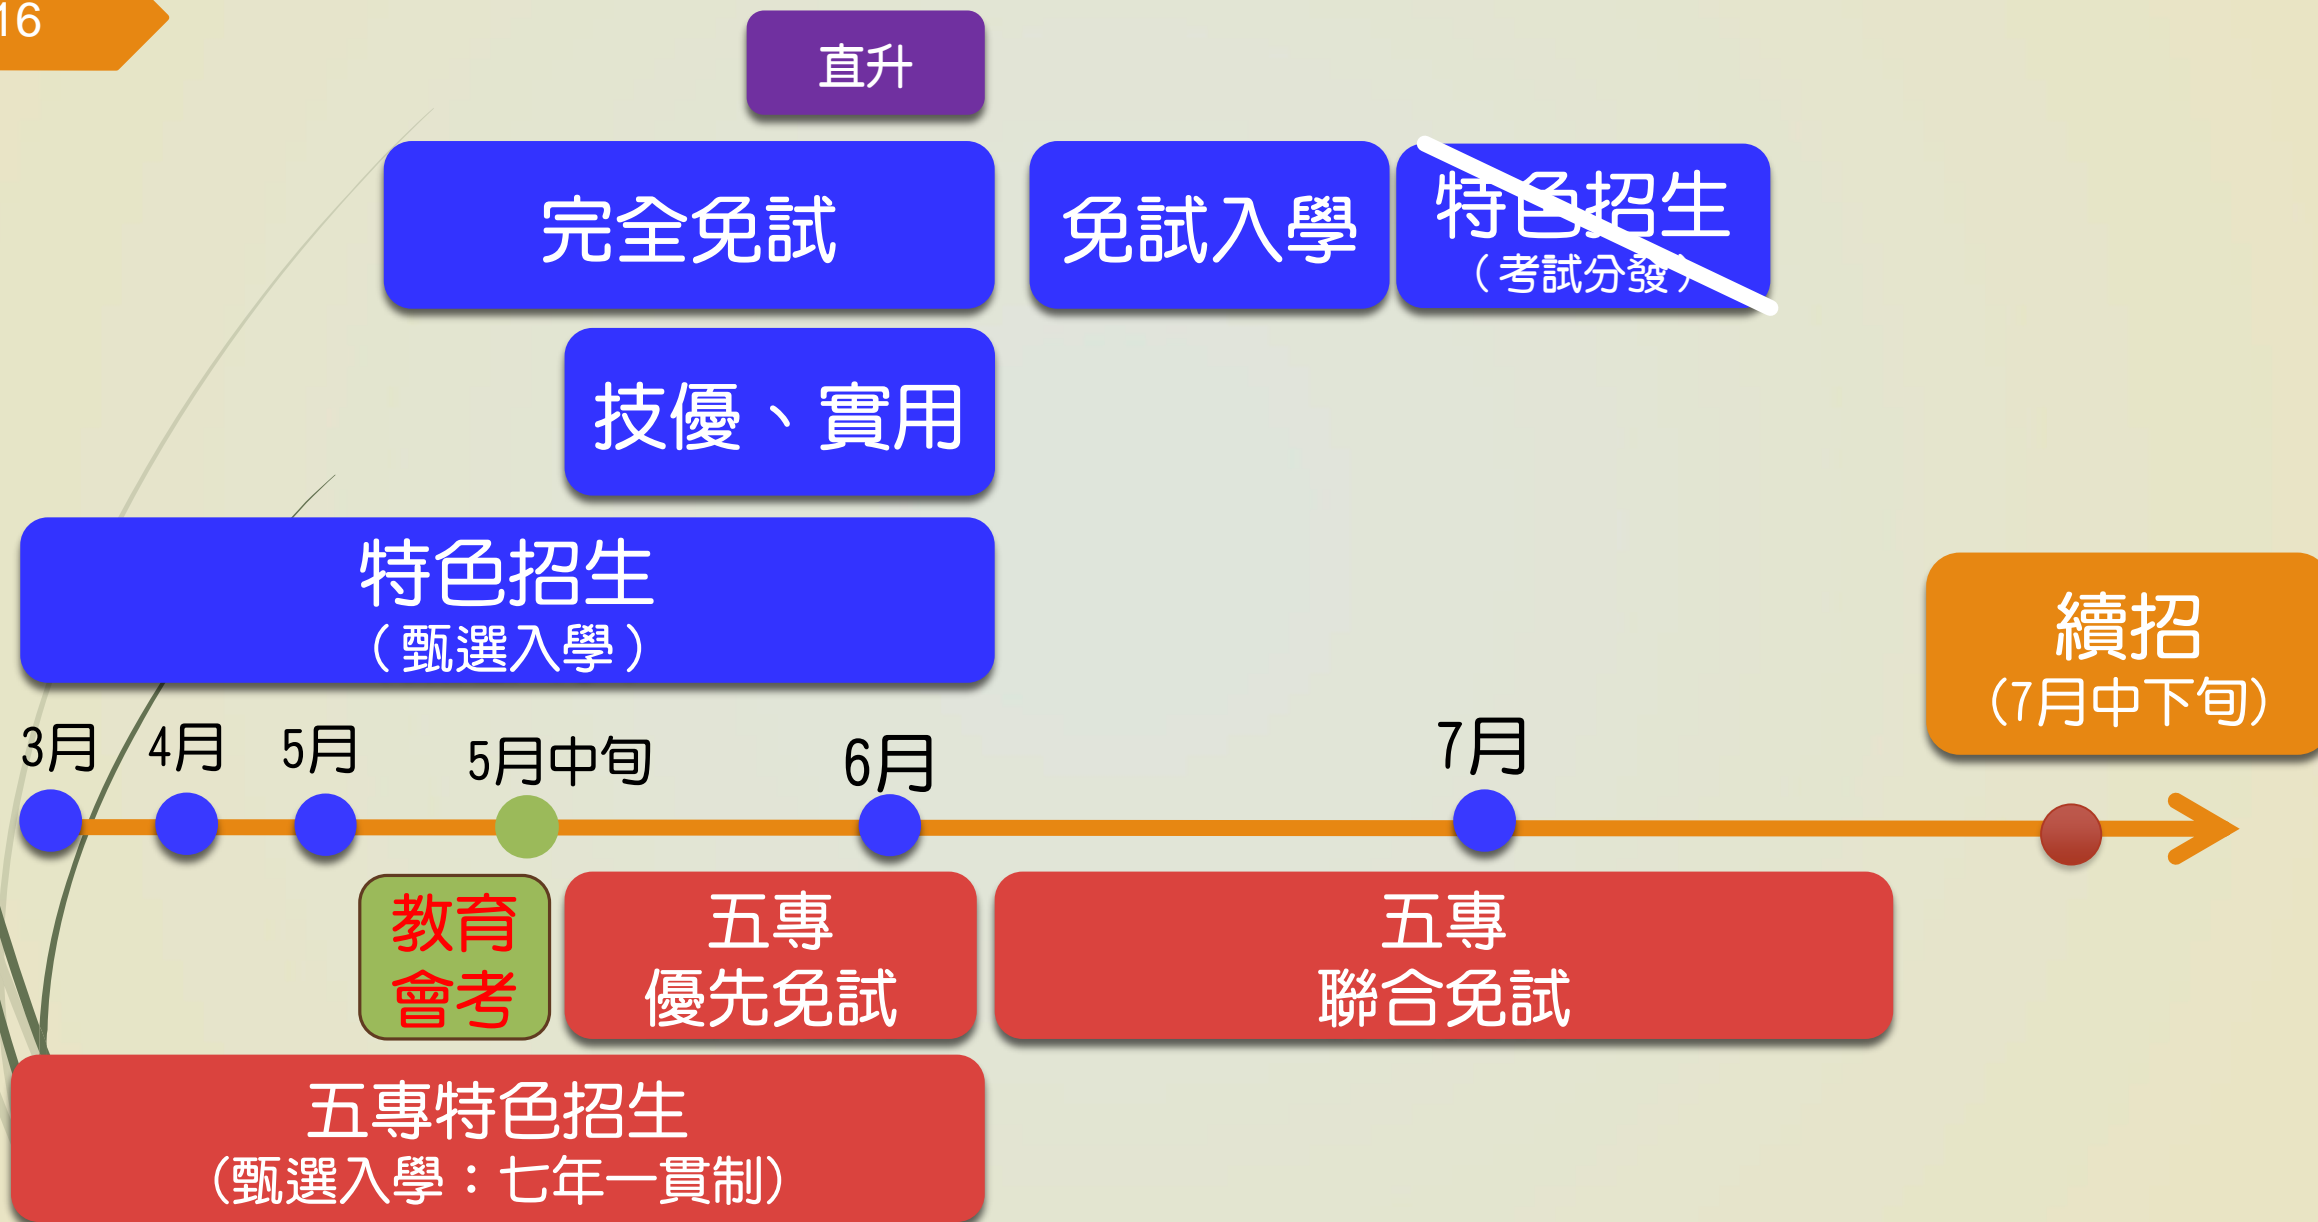 16
直升
完全免試
免試入學
特色招生
（考試分發）
技優、實用
特色招生
（甄選入學）
續招
(7月中下旬)
3月
4月
5月
5月中旬
6月
7月
教育
會考
五專
優先免試
五專
聯合免試
五專特色招生
(甄選入學：七年一貫制)